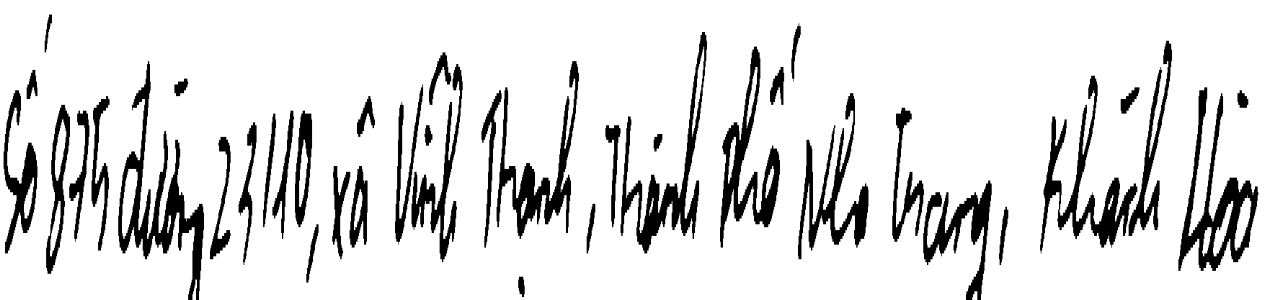 Số 875 đường 23/10, xã Vĩnh Thạnh, Thành Phố Nha Trang, Khánh Hòa